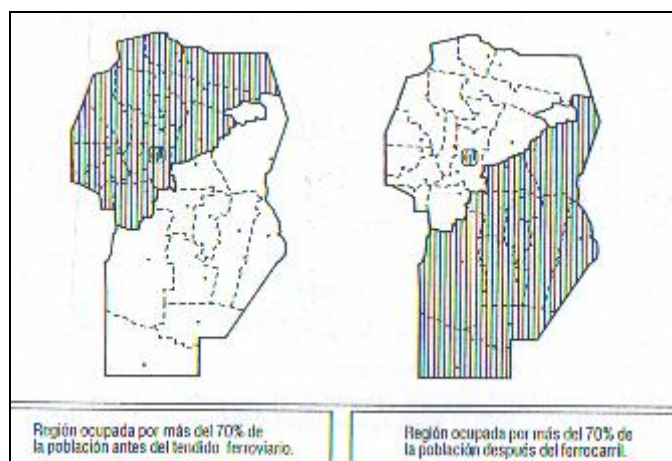 Región ocupada por más del 70% de
la población antes del tendido ferroviario.
Región ocupada por más del 70% de
la población después del ferrocarril.